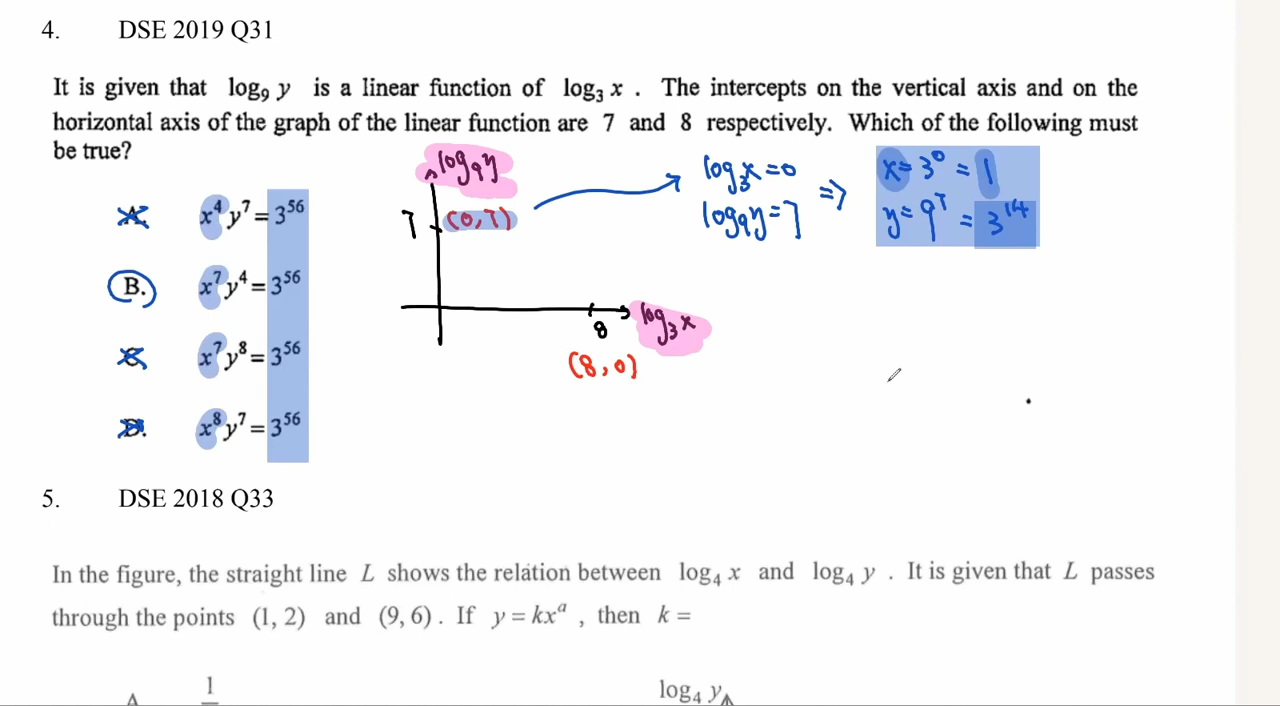 4. DSE 2019 Q31
It is given that log₉ y is a linear function of log₃ x . The intercepts on the vertical axis and on the
horizontal axis of the graph of the linear function are 7 and 8 respectively. Which of the following must
be true?
A. x⁴y⁷ = 3⁵⁶
B. x⁷y⁴ = 3⁵⁶
C. x⁷y⁸ = 3⁵⁶
D. x⁸y⁷ = 3⁵⁶
log₉y
7 (0,7)
8
log₃x
(8,0)
log₃x=0
log₉y=7
=>
x=3⁰ = 1
y=9⁷ = 3¹⁴
5. DSE 2018 Q33
In the figure, the straight line L shows the relation between log₄ x and log₄ y . It is given that L passes
through the points (1, 2) and (9, 6) . If y = kxᵃ , then k =
1
log₄ y